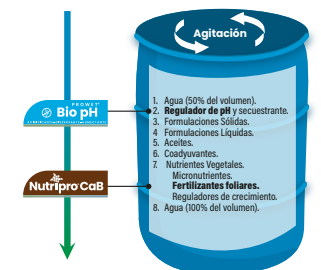 Agitación
PROWET
Bio pH
Nutripro CaB
1. Agua (50% del volumen).
2. Regulador de pH y secuestrante.
3. Formulaciones Sólidas.
4 Formulaciones Líquidas.
5. Aceites.
6. Coadyuvantes.
7. Nutrientes Vegetales.
Micronutrientes.
Fertilizantes foliares.
Reguladores de crecimiento.
8. Agua (100% del volumen).